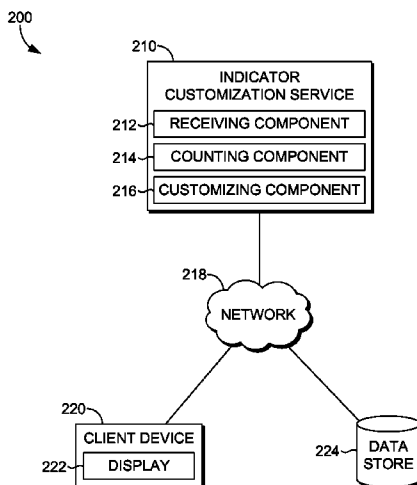 200
210
INDICATOR
CUSTOMIZATION SERVICE
212
RECEIVING COMPONENT
214
COUNTING COMPONENT
216
CUSTOMIZING COMPONENT
218
NETWORK
220
CLIENT DEVICE
222
DISPLAY
224
DATA
STORE